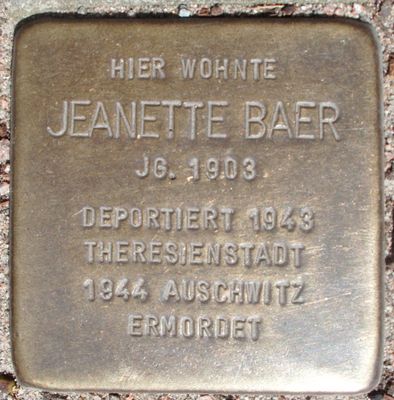 HIER WOHNTE
JEANETTE BAER
JG. 1903
DEPORTIERT 1943
THERESIENSTADT
1944 AUSCHWITZ
ERMORDET